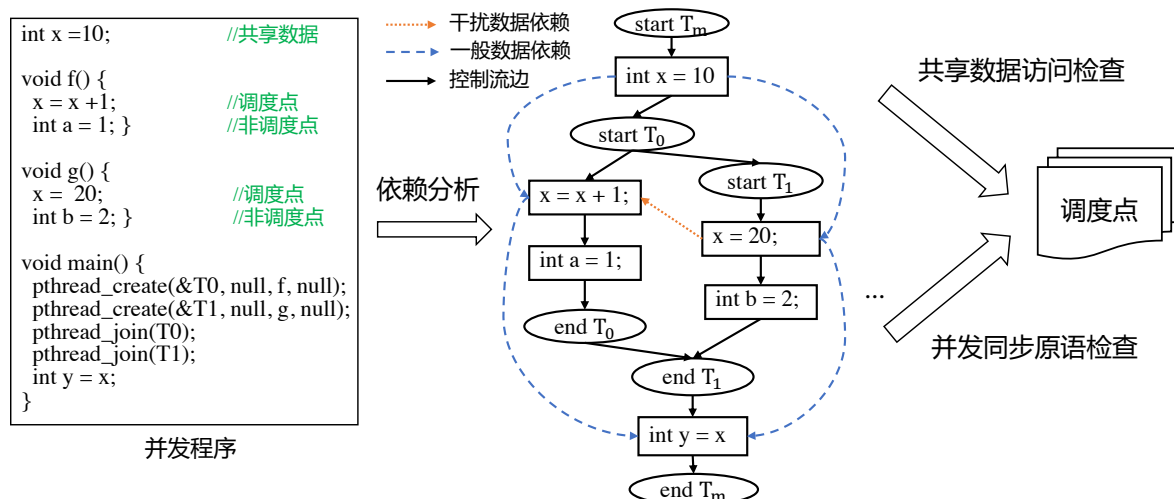 int x =10; //共享数据
void f() {
x = x +1; //调度点
int a = 1; } //非调度点
void g() {
x = 20; //调度点
int b = 2; } //非调度点
void main() {
pthread_create(&T0, null, f, null);
pthread_create(&T1, null, g, null);
pthread_join(T0);
pthread_join(T1);
int y = x;
}
并发程序
依赖分析
干扰数据依赖
一般数据依赖
控制流边
start Tm
int x = 10
start T0
x = x + 1;
start T1
x = 20;
int a = 1;
int b = 2;
end T0
end T1
int y = x
end Tm
...
共享数据访问检查
调度点
并发同步原语检查